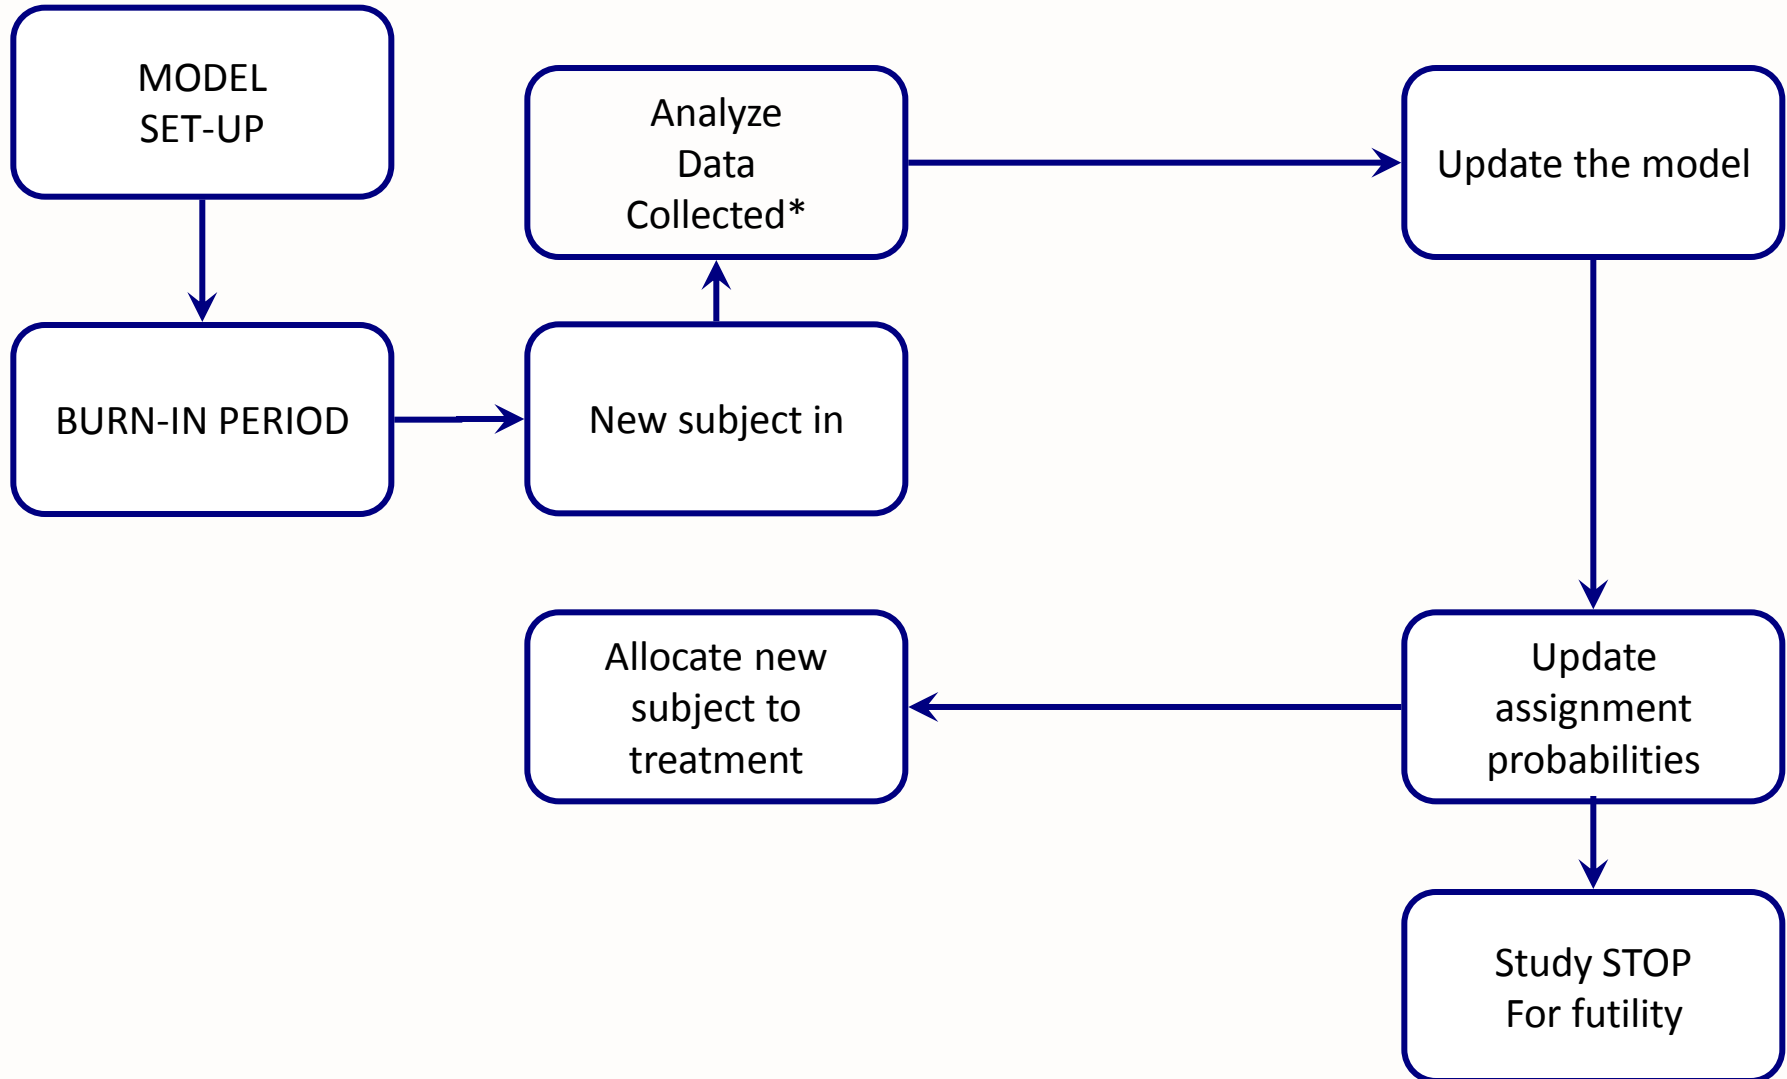 MODEL
SET-UP
BURN-IN PERIOD
New subject in
Analyze
Data
Collected*
Update the model
Update
assignment
probabilities
Allocate new
subject to
treatment
Study STOP
For futility